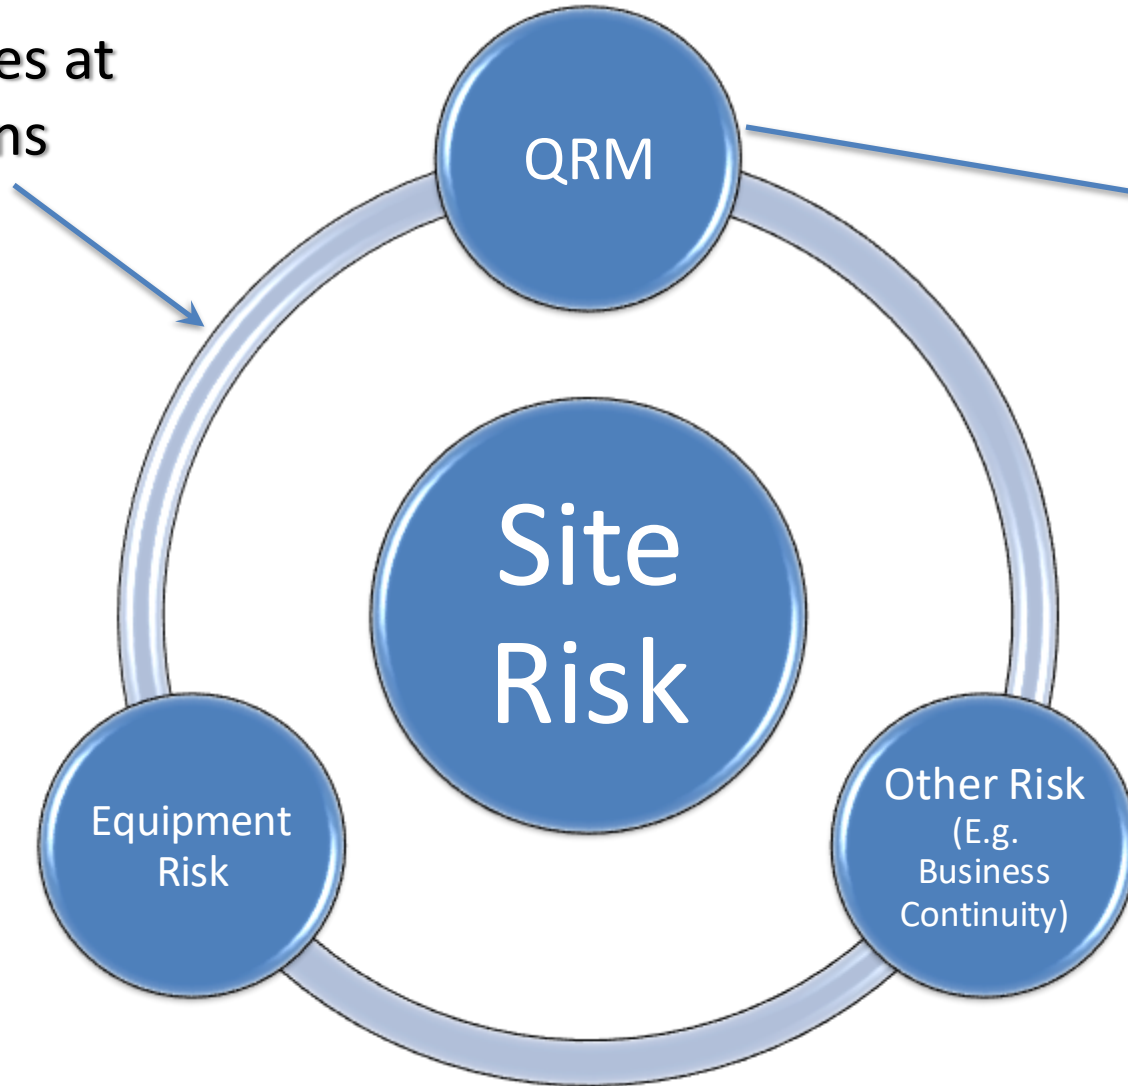 es at
ns
QRM
Site
Risk
Equipment
Risk
Other Risk
(E.g.
Business
Continuity)